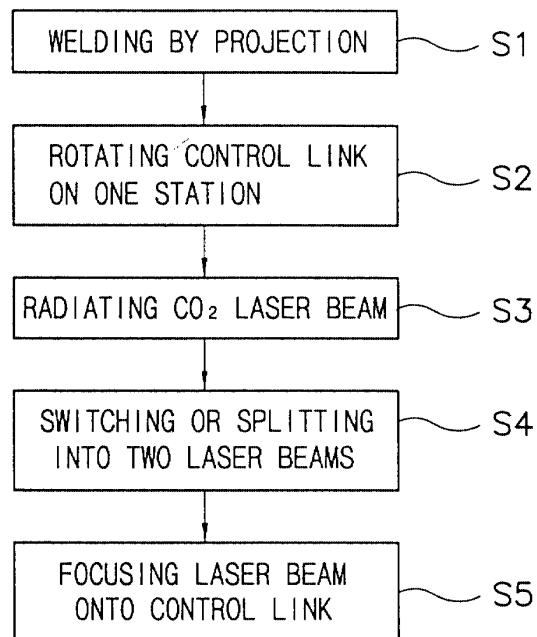 WELDING BY PROJECTION
S1
ROTATING CONTROL LINK
ON ONE STATION
S2
RADIATING CO₂ LASER BEAM
S3
SWITCHING OR SPLITTING
INTO TWO LASER BEAMS
S4
FOCUSING LASER BEAM
ONTO CONTROL LINK
S5